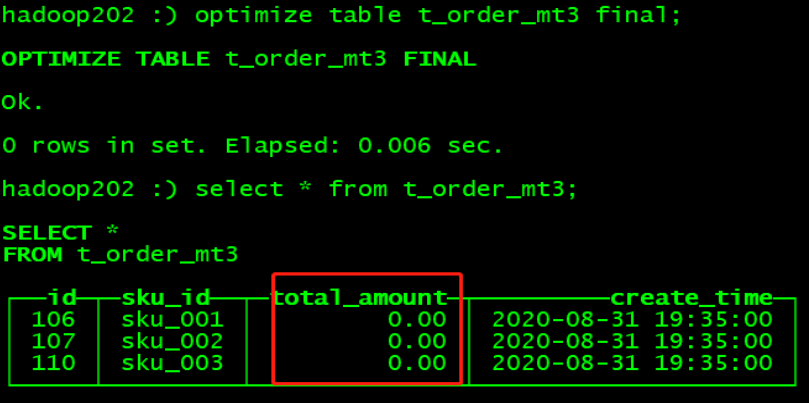 hadoop202 :) optimize table t_order_mt3 final;
OPTIMIZE TABLE t_order_mt3 FINAL
Ok.
0 rows in set. Elapsed: 0.006 sec.
hadoop202 :) select * from t_order_mt3;
SELECT *
FROM t_order_mt3
id sku_id total_amount create_time
106 sku_001 0.00 2020-08-31 19:35:00
107 sku_002 0.00 2020-08-31 19:35:00
110 sku_003 0.00 2020-08-31 19:35:00